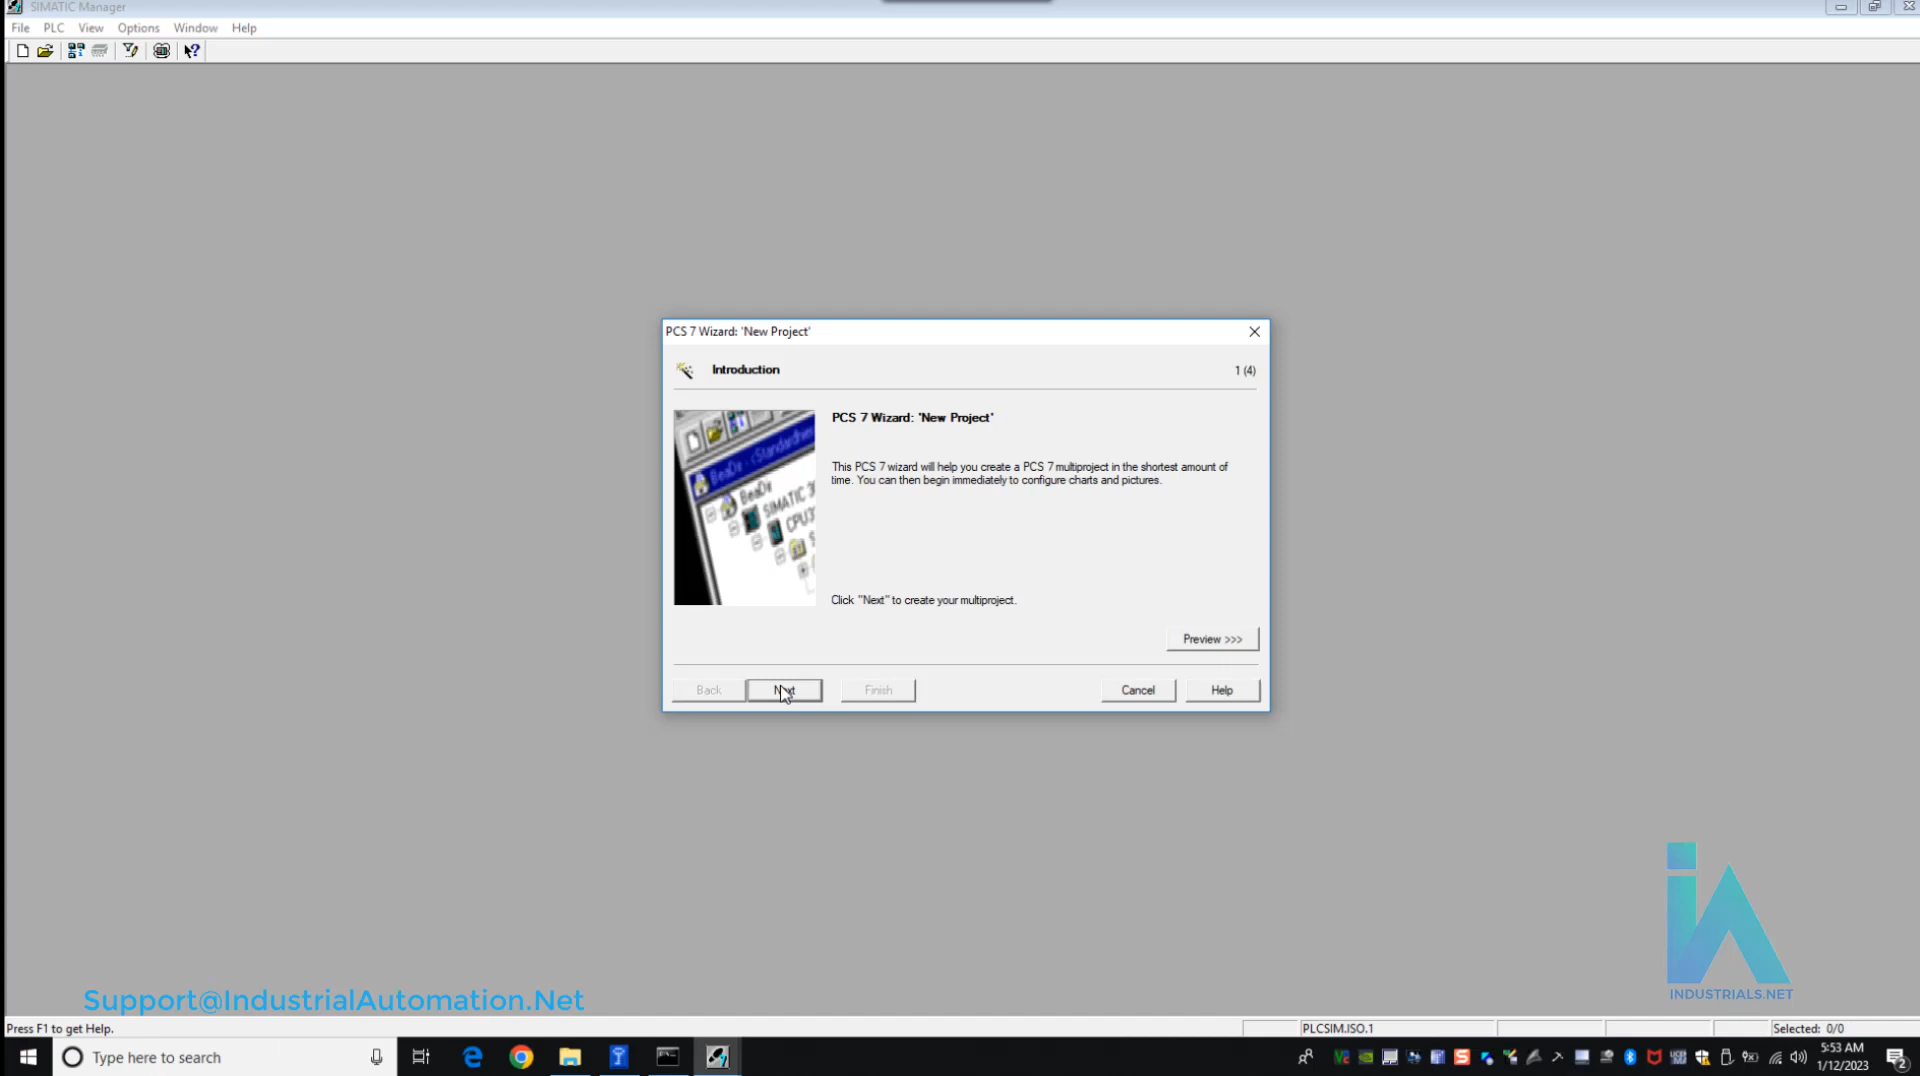 SIMATIC Manager
File PLC View Options Window Help
PCS 7 Wizard: 'New Project'
Introduction
1 (4)
PCS 7 Wizard: 'New Project'
This PCS 7 wizard will help you create a PCS 7 multiproject in the shortest amount of
time. You can then begin immediately to configure charts and pictures.
Click "Next" to create your multiproject.
Preview >>>
Back
Next
Finish
Cancel
Help
INDUSTRIALS.NET
Support@IndustrialAutomation.Net
Press F1 to get Help.
PLCSIM.ISO.1
Selected: 0/0
Type here to search
5:53 AM
1/12/2023
2